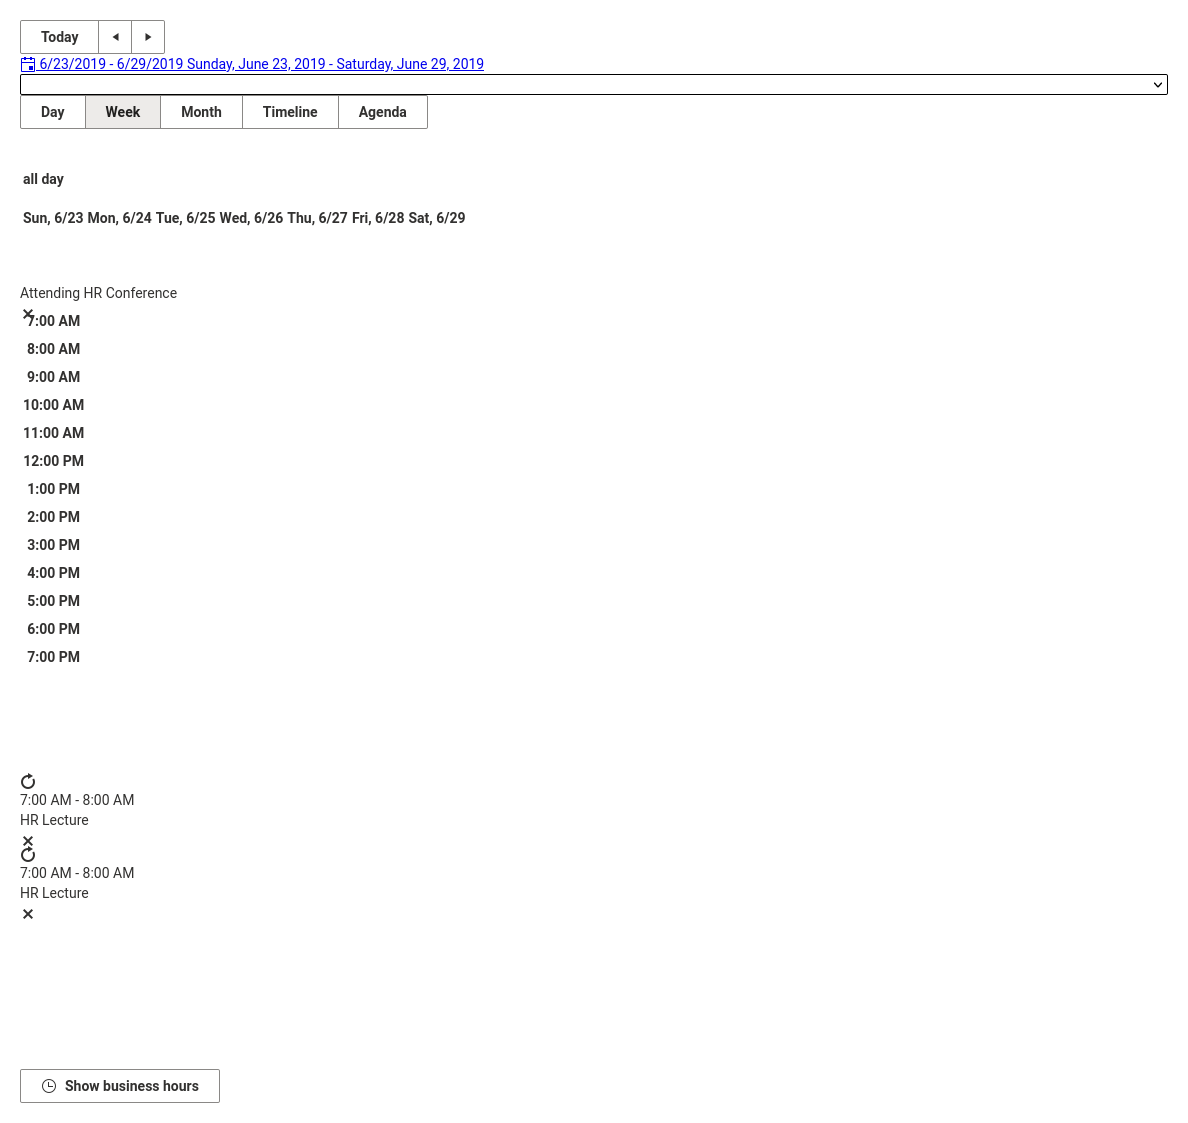 Today
6/23/2019 - 6/29/2019 Sunday, June 23, 2019 - Saturday, June 29, 2019
Day Week Month Timeline Agenda
all day
Sun, 6/23 Mon, 6/24 Tue, 6/25 Wed, 6/26 Thu, 6/27 Fri, 6/28 Sat, 6/29
Attending HR Conference
7:00 AM
8:00 AM
9:00 AM
10:00 AM
11:00 AM
12:00 PM
1:00 PM
2:00 PM
3:00 PM
4:00 PM
5:00 PM
6:00 PM
7:00 PM
7:00 AM - 8:00 AM
HR Lecture
7:00 AM - 8:00 AM
HR Lecture
Show business hours